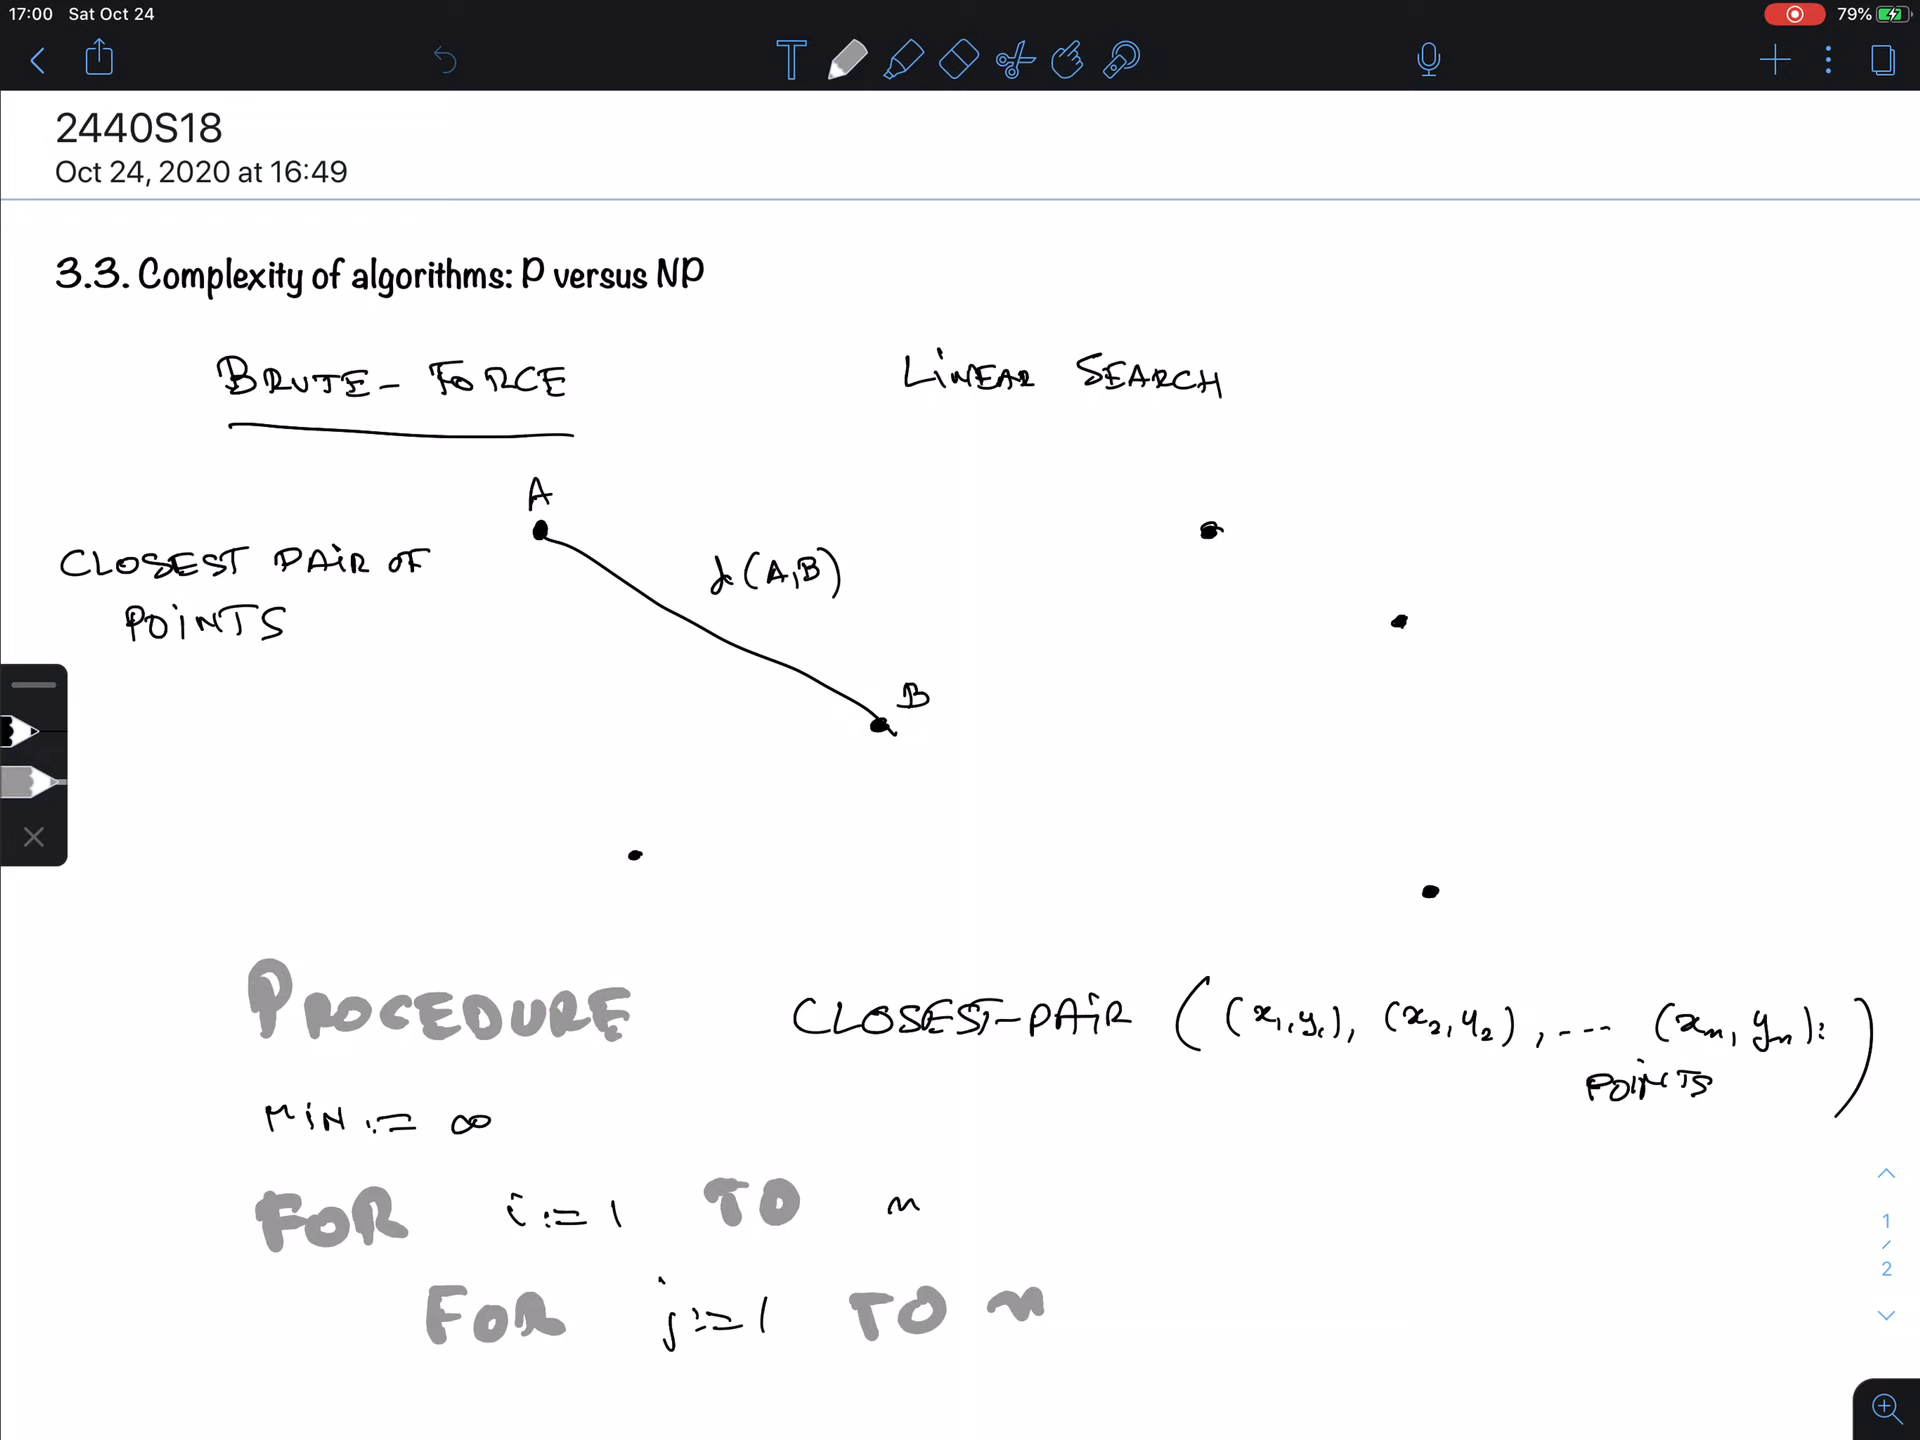 17:00 Sat Oct 24
79%
2440S18
Oct 24, 2020 at 16:49
3.3. Complexity of algorithms: P versus NP
BRUTE-FORCE LINEAR SEARCH
A
CLOSEST PAIR OF
POINTS
d(A,B)
B
PROCEDURE CLOSEST-PAIR ((x₁,y₁), (x₂,y₂), ... (xₙ, yₙ):
POINTS)
MIN := ∞
FOR i := 1 TO n
FOR j := 1 TO n
1
/
2